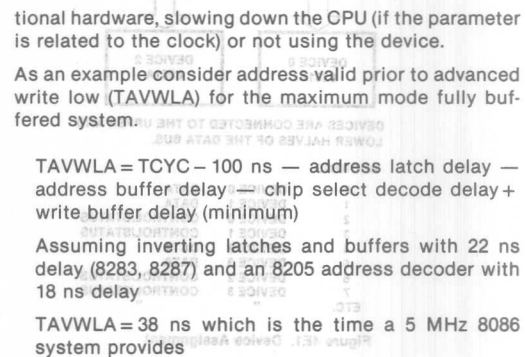 tional hardware, slowing down the CPU (if the parameter
is related to the clock) or not using the device.
As an example consider address valid prior to advanced
write low (TAVWLA) for the maximum mode fully buf-
fered system.
TAVWLA = TCYC – 100 ns — address latch delay —
address buffer delay — chip select decode delay +
write buffer delay (minimum)
Assuming inverting latches and buffers with 22 ns
delay (8283, 8287) and an 8205 address decoder with
18 ns delay
TAVWLA = 38 ns which is the time a 5 MHz 8086
system provides